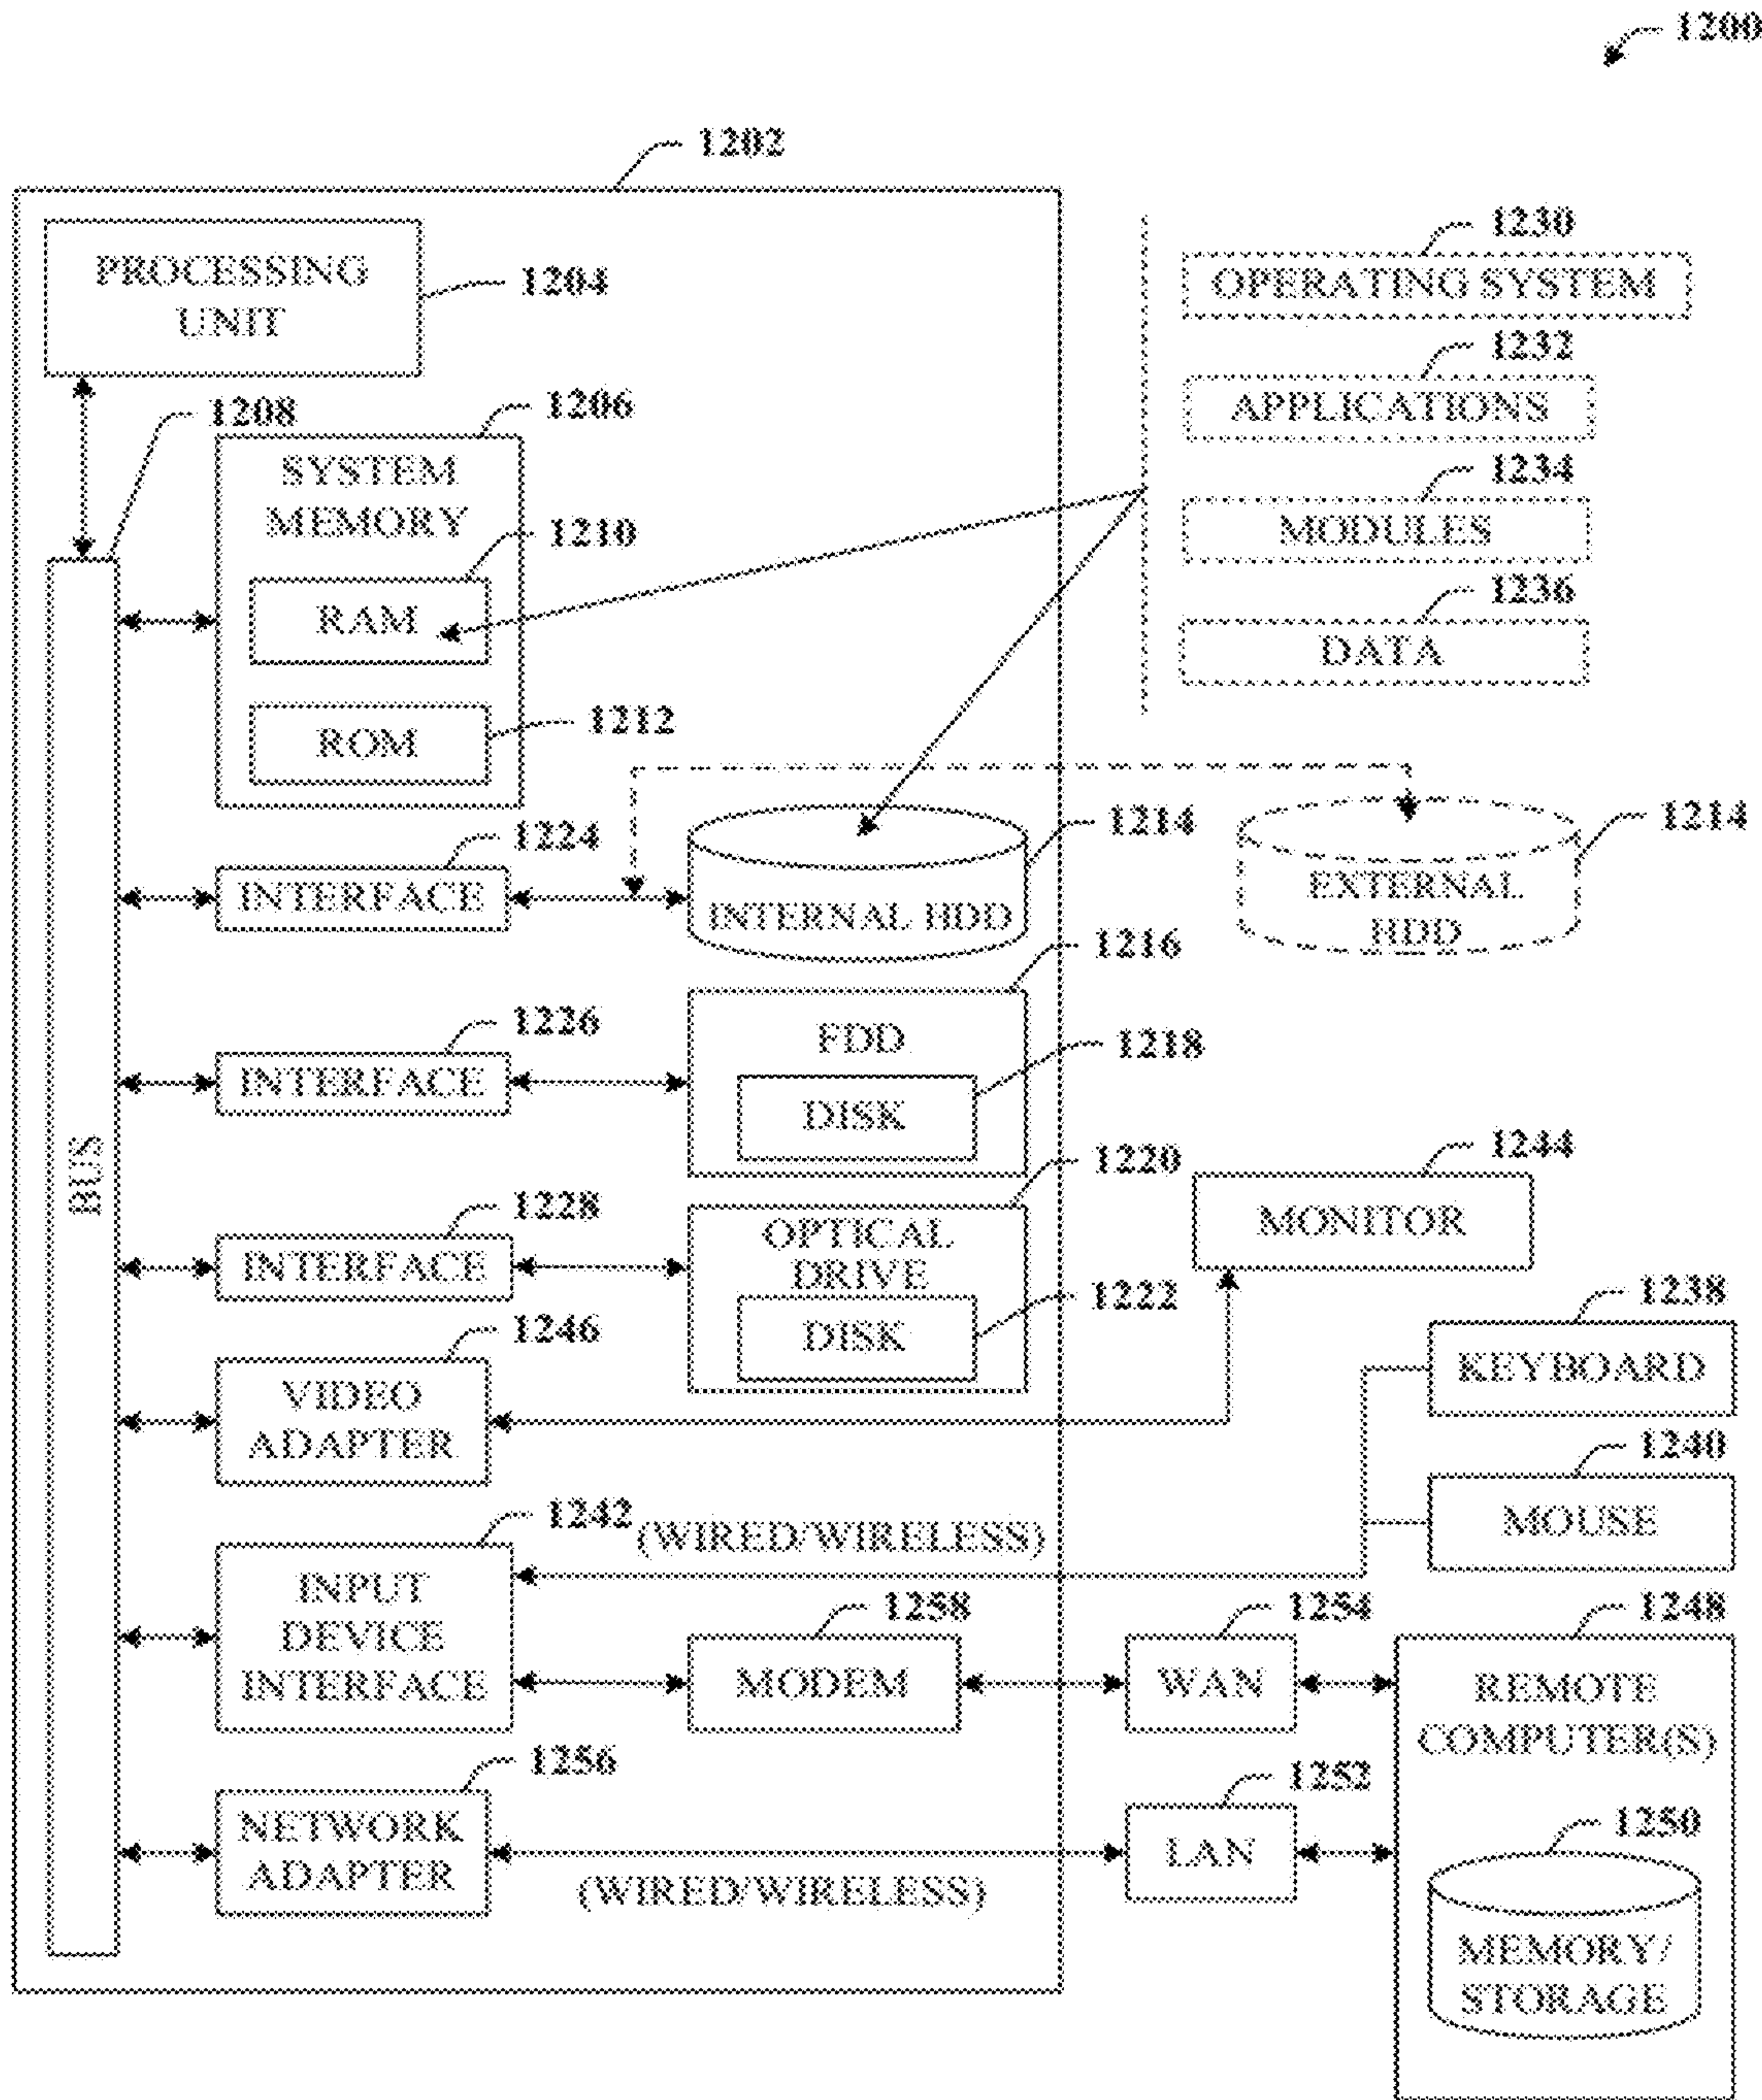 1200
1202
PROCESSING
UNIT
1204
1230
OPERATING SYSTEM
1232
APPLICATIONS
1234
MODULES
1236
DATA
1208
1206
SYSTEM
MEMORY
1210
RAM
1212
ROM
BUS
1224
INTERFACE
1214
INTERNAL HDD
1214
EXTERNAL
HDD
1226
INTERFACE
1216
FDD
1218
DISK
1228
INTERFACE
1220
OPTICAL
DRIVE
1222
DISK
1244
MONITOR
1246
VIDEO
ADAPTER
1238
KEYBOARD
1240
MOUSE
1242
(WIRED/WIRELESS)
INPUT
DEVICE
INTERFACE
1258
MODEM
1254
WAN
1248
REMOTE
COMPUTER(S)
1256
NETWORK
ADAPTER
(WIRED/WIRELESS)
1252
LAN
1250
MEMORY/
STORAGE